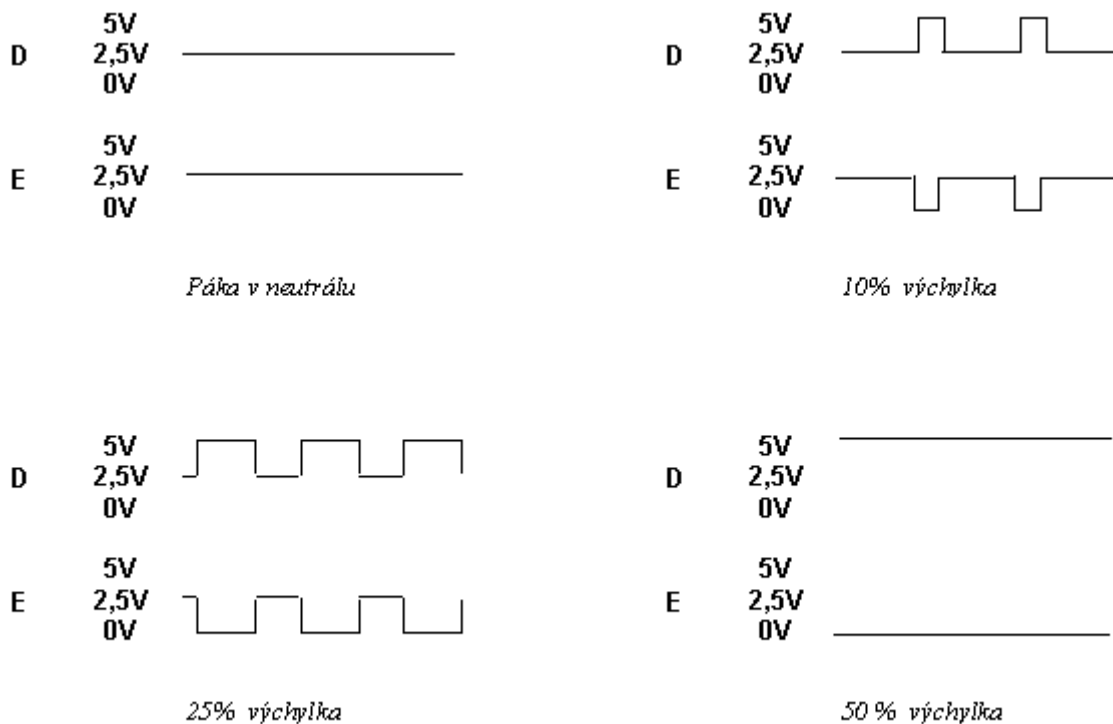 5V
D 2,5V
0V
5V
E 2,5V
0V
Páka v neutrálu
5V
D 2,5V
0V
5V
E 2,5V
0V
10% výchylka
5V
D 2,5V
0V
5V
E 2,5V
0V
25% výchylka
5V
D 2,5V
0V
5V
E 2,5V
0V
50 % výchylka